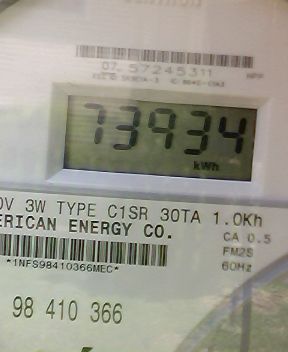 07 57245311
73934
kWh
0V 3W TYPE C1SR 30TA 1.0Kh
ERICAN ENERGY CO.
CA 0.5
FM2S
60Hz
*1NFS98410366MEC*
98 410 366